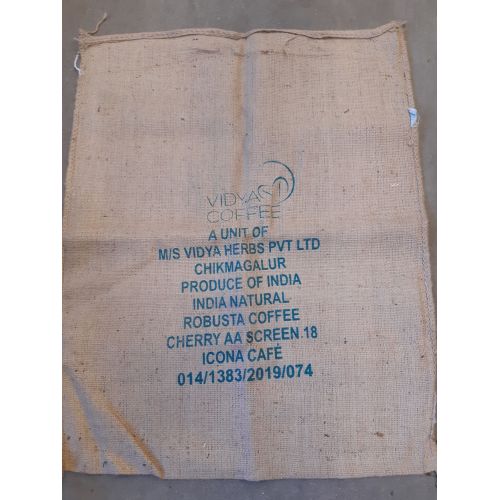 VIDYA
COFFEE
A UNIT OF
M/S VIDYA HERBS PVT LTD
CHIKMAGALUR
PRODUCE OF INDIA
INDIA NATURAL
ROBUSTA COFFEE
CHERRY AA SCREEN 18
ICONA CAFÉ
014/1383/2019/074